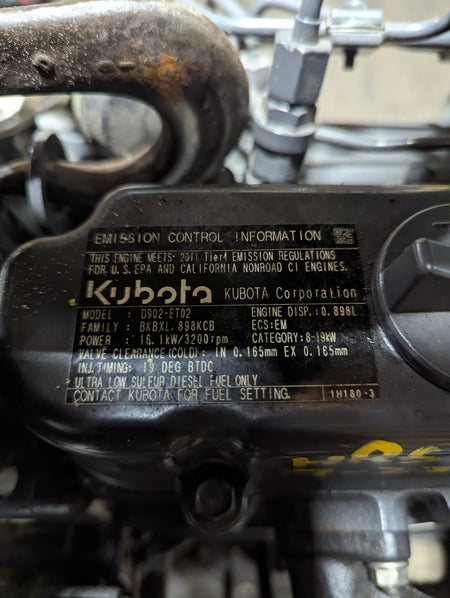 EMISSION CONTROL INFORMATION
THIS ENGINE MEETS: 2011 Tier4 EMISSION REGULATIONS
FOR. U. S. EPA AND CALIFORNIA NONROAD CI ENGINES.
Kubota KUBOTA Corporation
MODEL : D902-ET02 ENGINE DISP.: 0.898L
FAMILY : BKBXL.898KCB ECS:EM
POWER : 16.1kW/3200rpm CATEGORY: 8-19kW
VALVE CLEARANCE(COLD): IN 0.165mm EX 0.165mm
INJ.TIMING: 19 DEG BTDC
ULTRA LOW SULFUR DIESEL FUEL ONLY
CONTACT KUBOTA FOR FUEL SETTING. 1H180-3